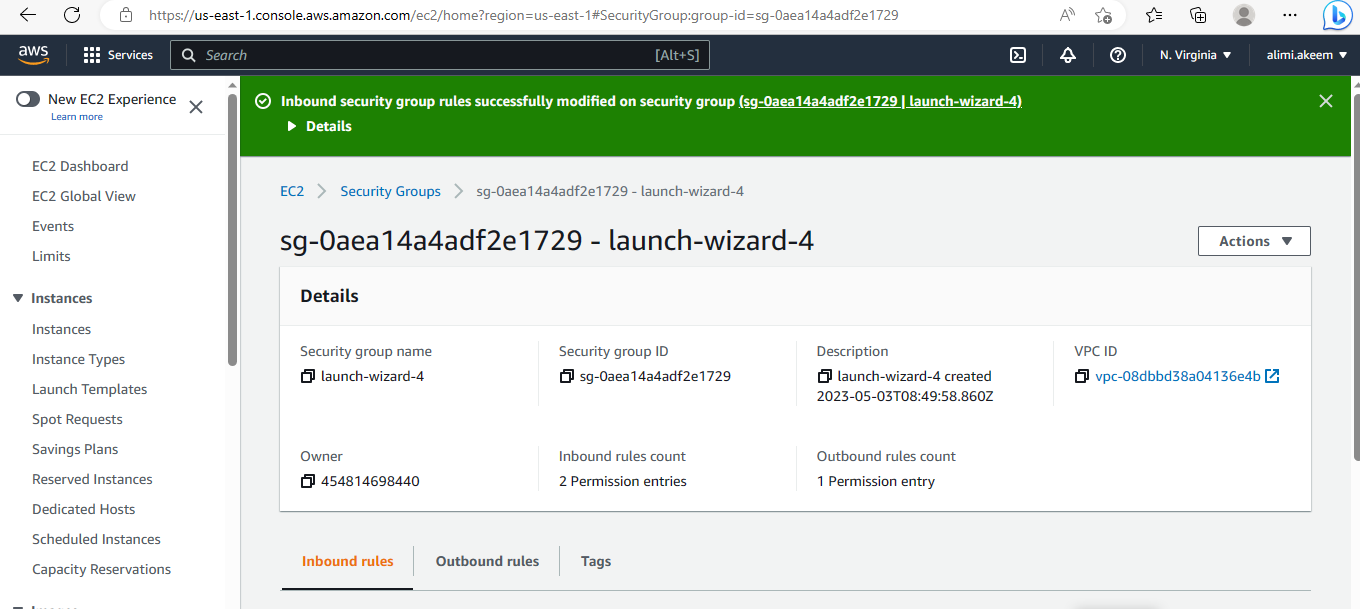 https://us-east-1.console.aws.amazon.com/ec2/home?region=us-east-1#SecurityGroup:group-id=sg-0aea14a4adf2e1729
aws
Services
Search
[Alt+S]
N. Virginia
alimi.akeem
New EC2 Experience
Learn more
EC2 Dashboard
EC2 Global View
Events
Limits
Instances
Instances
Instance Types
Launch Templates
Spot Requests
Savings Plans
Reserved Instances
Dedicated Hosts
Scheduled Instances
Capacity Reservations
Inbound security group rules successfully modified on security group (sg-0aea14a4adf2e1729 | launch-wizard-4)
Details
EC2 > Security Groups > sg-0aea14a4adf2e1729 - launch-wizard-4
sg-0aea14a4adf2e1729 - launch-wizard-4
Actions
Details
Security group name
launch-wizard-4
Security group ID
sg-0aea14a4adf2e1729
Description
launch-wizard-4 created
2023-05-03T08:49:58.860Z
VPC ID
vpc-08dbbd38a04136e4b
Owner
454814698440
Inbound rules count
2 Permission entries
Outbound rules count
1 Permission entry
Inbound rules
Outbound rules
Tags